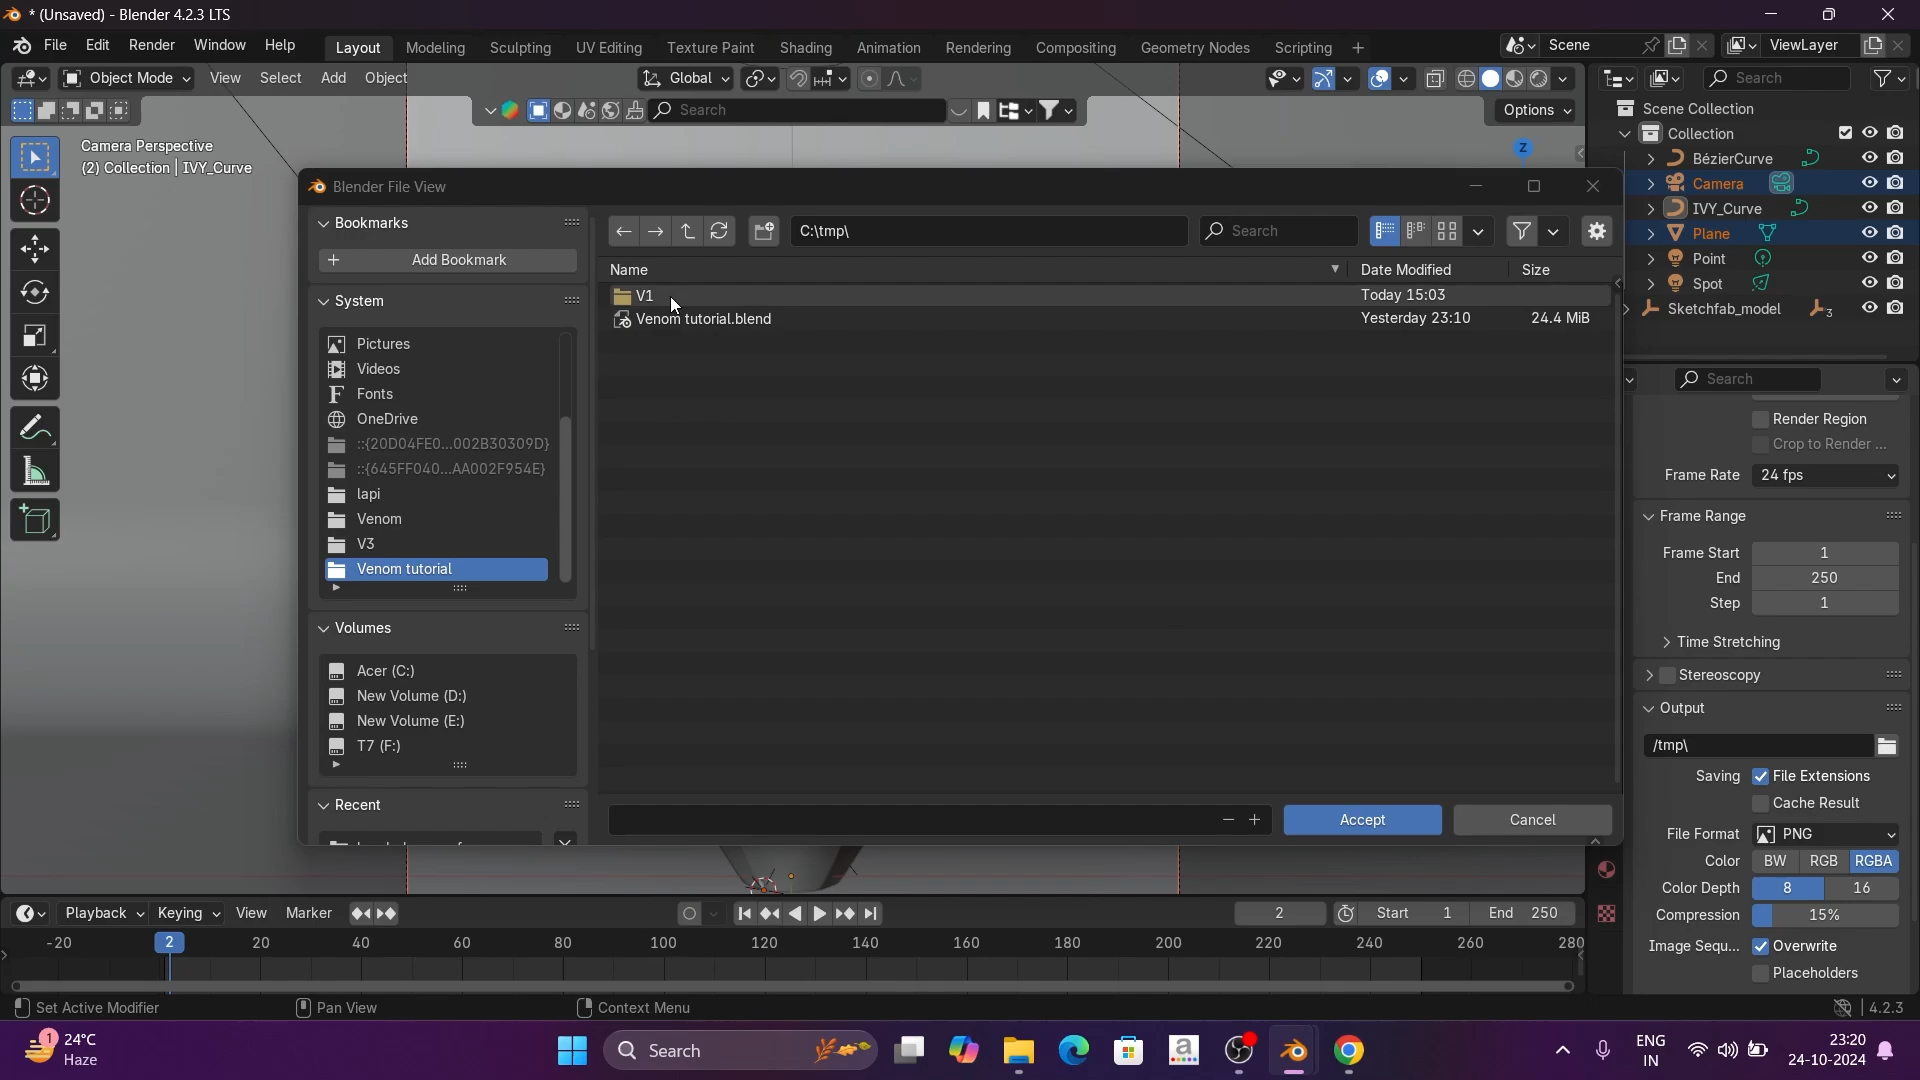 * (Unsaved) - Blender 4.2.3 LTS
File Edit Render Window Help Layout Modeling Sculpting UV Editing Texture Paint Shading Animation Rendering Compositing Geometry Nodes Scripting + Scene ViewLayer
Object Mode View Select Add Object Global Search
Search Options
Scene Collection
Collection
BézierCurve
Camera
IVY_Curve
Plane
Point
Spot
Sketchfab_model 3
Camera Perspective
(2) Collection | IVY_Curve
Z
Blender File View
Bookmarks
Add Bookmark
System
Pictures
Videos
Fonts
OneDrive
::{20D04FE0...002B30309D}
::{645FF040...AA002F954E}
lapi
Venom
V3
Venom tutorial
Volumes
Acer (C:)
New Volume (D:)
New Volume (E:)
T7 (F:)
Recent
C:\tmp\ Search
Name Date Modified Size
V1 Today 15:03
Venom tutorial.blend Yesterday 23:10 24.4 MiB
Accept Cancel
Search
Render Region
Crop to Render ...
Frame Rate 24 fps
Frame Range
Frame Start 1
End 250
Step 1
Time Stretching
Stereoscopy
Output
/tmp\
Saving File Extensions
Cache Result
File Format PNG
Color BW RGB RGBA
Color Depth 8 16
Compression 15%
Image Sequ... Overwrite
Placeholders
Playback Keying View Marker 2 Start 1 End 250
-20 2 20 40 60 80 100 120 140 160 180 200 220 240 260 280
Set Active Modifier Pan View Context Menu 4.2.3
1 24°C
Haze
Search
ENG
IN
23:20
24-10-2024